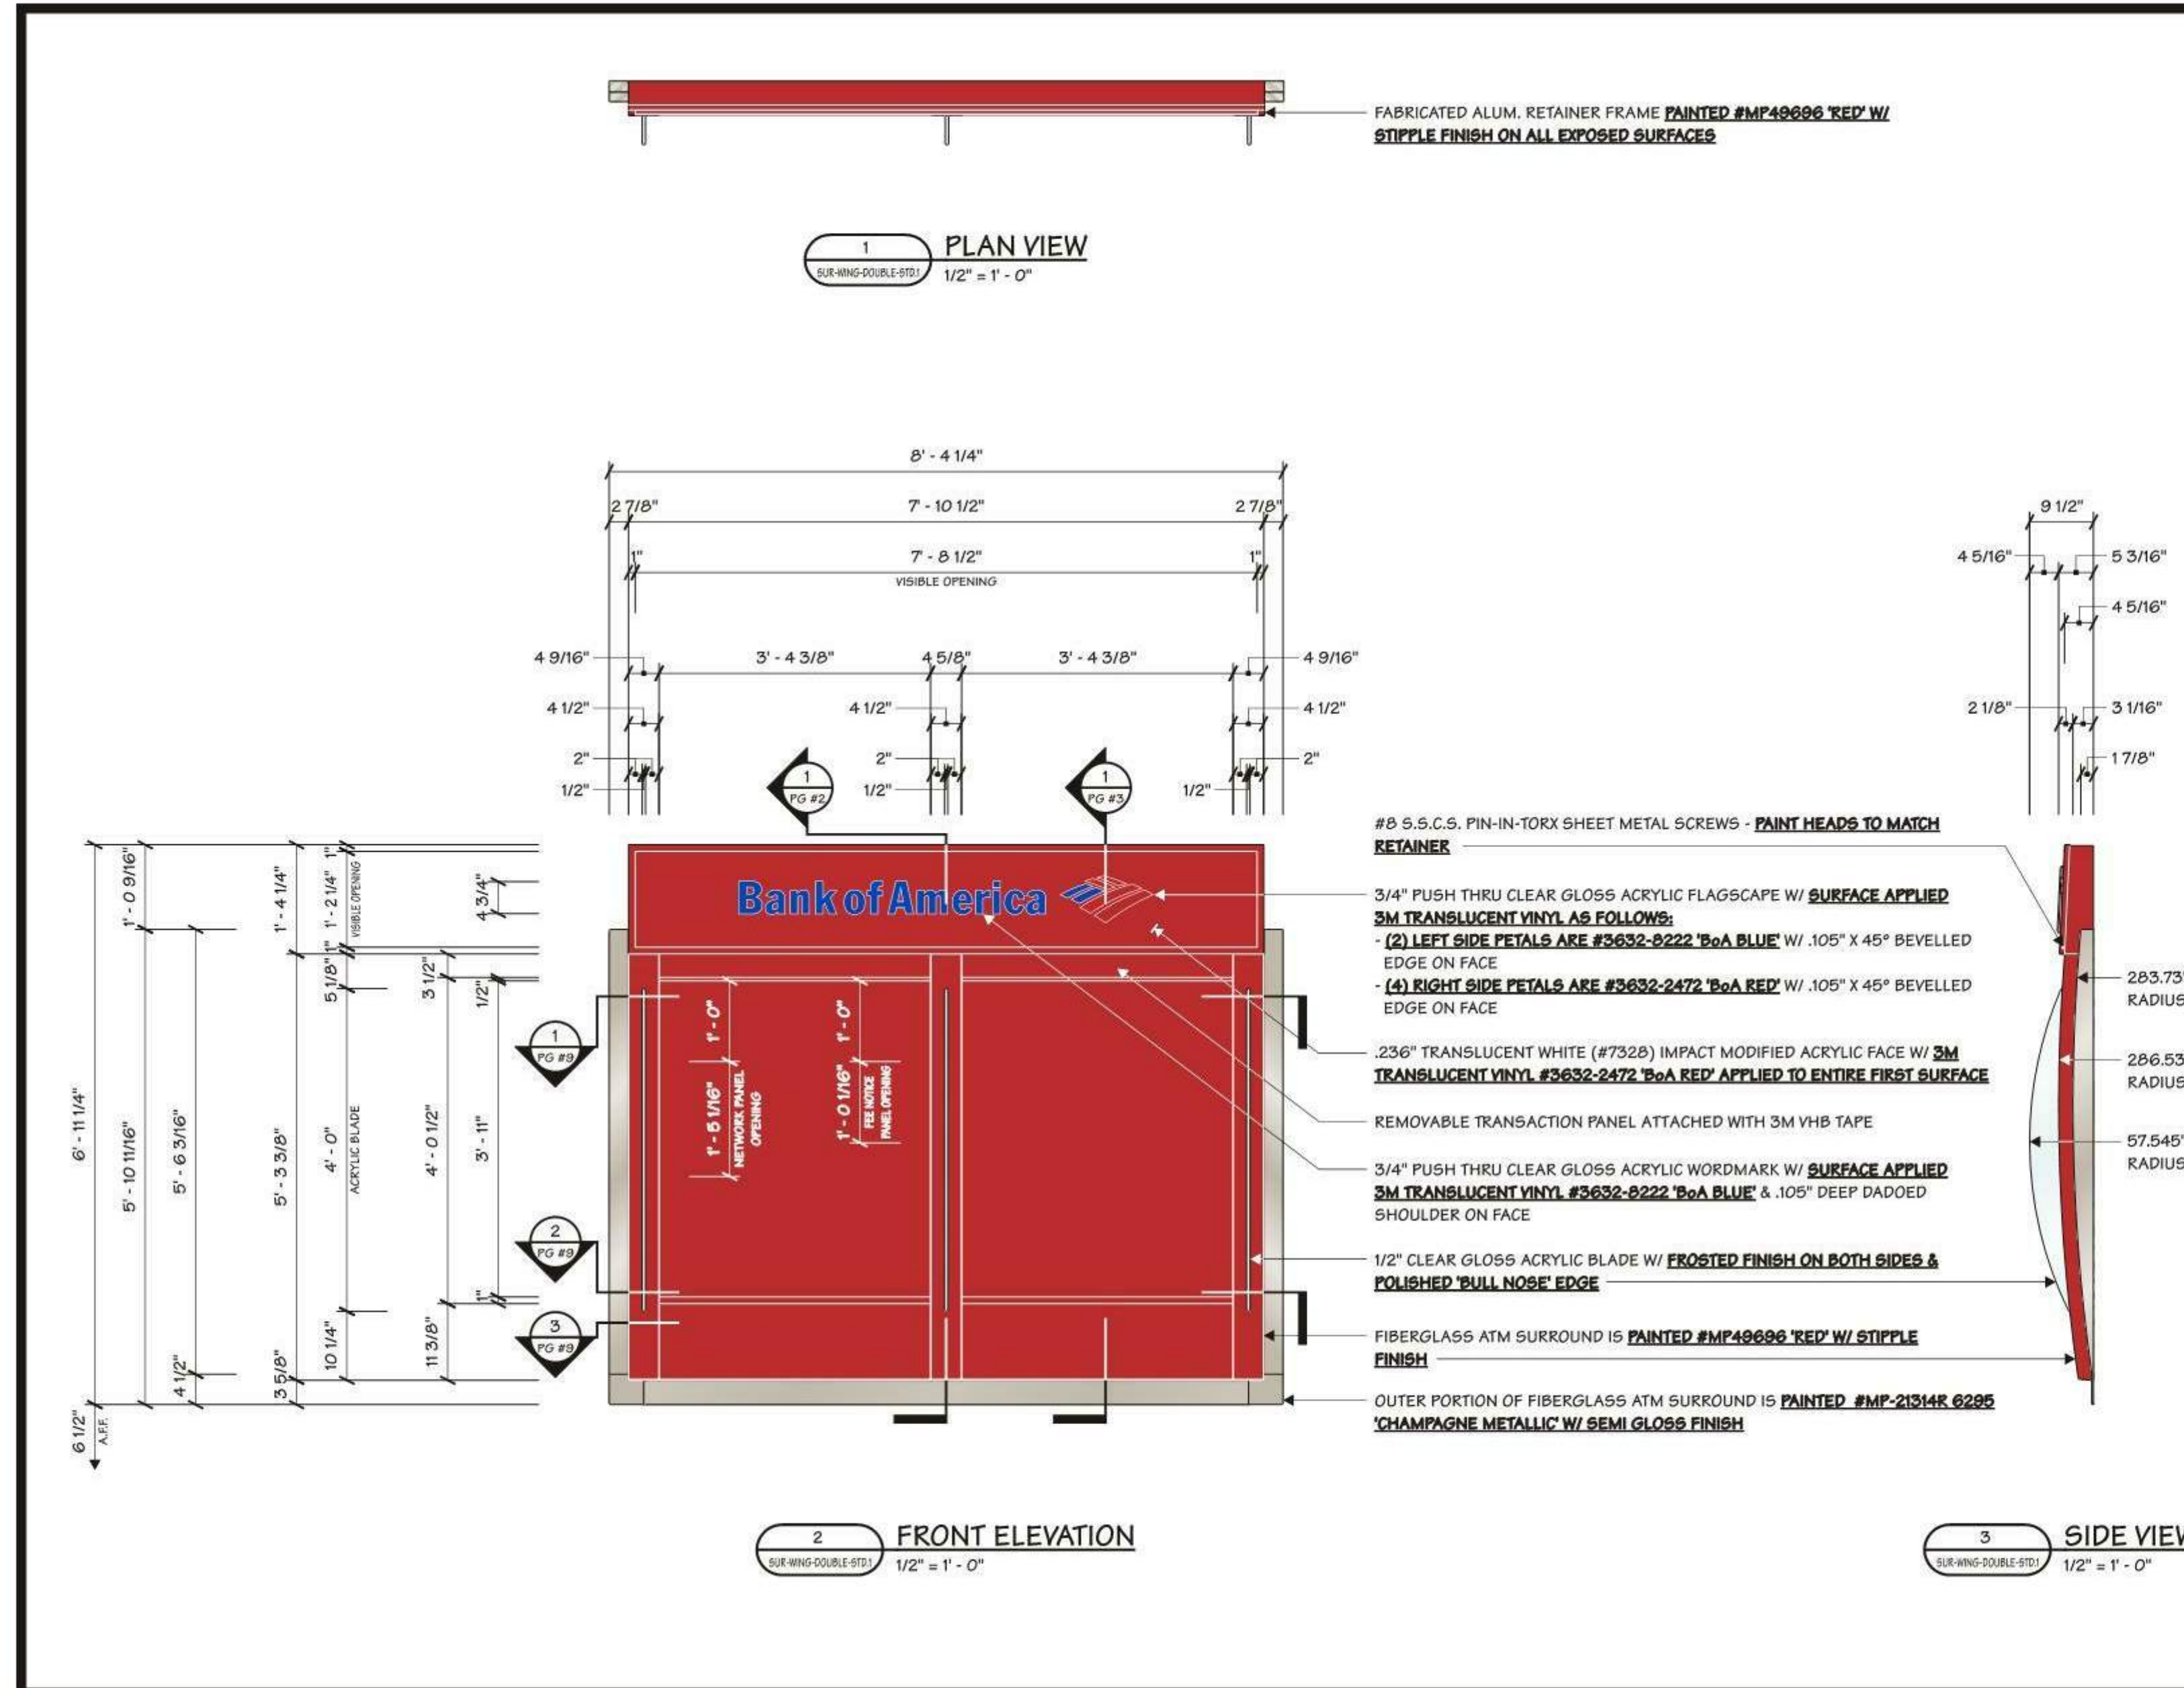 FABRICATED ALUM. RETAINER FRAME PAINTED #MP49696 'RED' W/
STIPPLE FINISH ON ALL EXPOSED SURFACES
1
SUR-WING-DOUBLE-STD.1
PLAN VIEW
1/2" = 1' - 0"
8' - 4 1/4"
2 7/8"
7' - 10 1/2"
2 7/8"
1"
7' - 8 1/2"
1"
VISIBLE OPENING
4 9/16"
3' - 4 3/8"
4 5/8"
3' - 4 3/8"
4 9/16"
4 1/2"
4 1/2"
4 1/2"
2"
2"
2"
1/2"
1/2"
1/2"
1
PG #2
1
PG #3
9 1/2"
4 5/16"
5 3/16"
4 5/16"
2 1/8"
3 1/16"
1 7/8"
6' - 11 1/4"
6 1/2"
A.F.F.
1' - 0 9/16"
5' - 10 11/16"
5' - 6 3/16"
4 1/2"
1' - 4 1/4"
5' - 3 3/8"
3 5/8"
1"
1' - 2 1/4"
VISIBLE OPENING
1"
5 1/8"
4' - 0"
ACRYLIC BLADE
10 1/4"
3 1/2"
4' - 0 1/2"
11 3/8"
4 3/4"
1/2"
3' - 11"
1"
1
PG #9
2
PG #9
3
PG #9
Bank of America
1' - 0"
1' - 5 1/16"
NETWORK PANEL
OPENING
1' - 0"
1' - 0 1/16"
FEE NOTICE
PANEL OPENING
#8 S.S.C.S. PIN-IN-TORX SHEET METAL SCREWS - PAINT HEADS TO MATCH
RETAINER
3/4" PUSH THRU CLEAR GLOSS ACRYLIC FLAGSCAPE W/ SURFACE APPLIED
3M TRANSLUCENT VINYL AS FOLLOWS:
- (2) LEFT SIDE PETALS ARE #3632-8222 'BoA BLUE' W/ .105" X 45° BEVELLED
EDGE ON FACE
- (4) RIGHT SIDE PETALS ARE #3632-2472 'BoA RED' W/ .105" X 45° BEVELLED
EDGE ON FACE
.236" TRANSLUCENT WHITE (#7328) IMPACT MODIFIED ACRYLIC FACE W/ 3M
TRANSLUCENT VINYL #3632-2472 'BoA RED' APPLIED TO ENTIRE FIRST SURFACE
REMOVABLE TRANSACTION PANEL ATTACHED WITH 3M VHB TAPE
3/4" PUSH THRU CLEAR GLOSS ACRYLIC WORDMARK W/ SURFACE APPLIED
3M TRANSLUCENT VINYL #3632-8222 'BoA BLUE' & .105" DEEP DADOED
SHOULDER ON FACE
1/2" CLEAR GLOSS ACRYLIC BLADE W/ FROSTED FINISH ON BOTH SIDES &
POLISHED 'BULL NOSE' EDGE
FIBERGLASS ATM SURROUND IS PAINTED #MP49696 'RED' W/ STIPPLE
FINISH
OUTER PORTION OF FIBERGLASS ATM SURROUND IS PAINTED #MP-21314R 6295
'CHAMPAGNE METALLIC' W/ SEMI GLOSS FINISH
283.73
RADIUS
286.53
RADIUS
57.545"
RADIUS
2
SUR-WING-DOUBLE-STD.1
FRONT ELEVATION
1/2" = 1' - 0"
3
SUR-WING-DOUBLE-STD.1
SIDE VIEW
1/2" = 1' - 0"